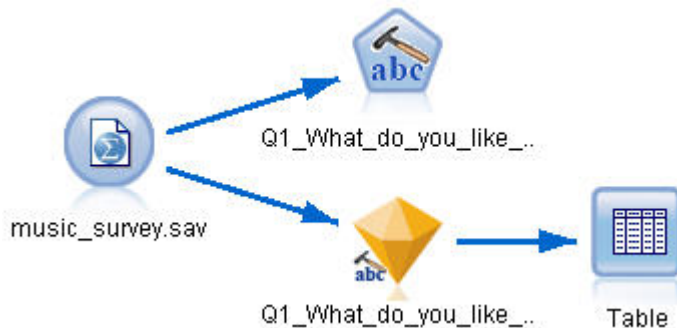 abc
Q1_What_do_you_like_..
music_survey.sav
abc
Q1_What_do_you_like_..
Table